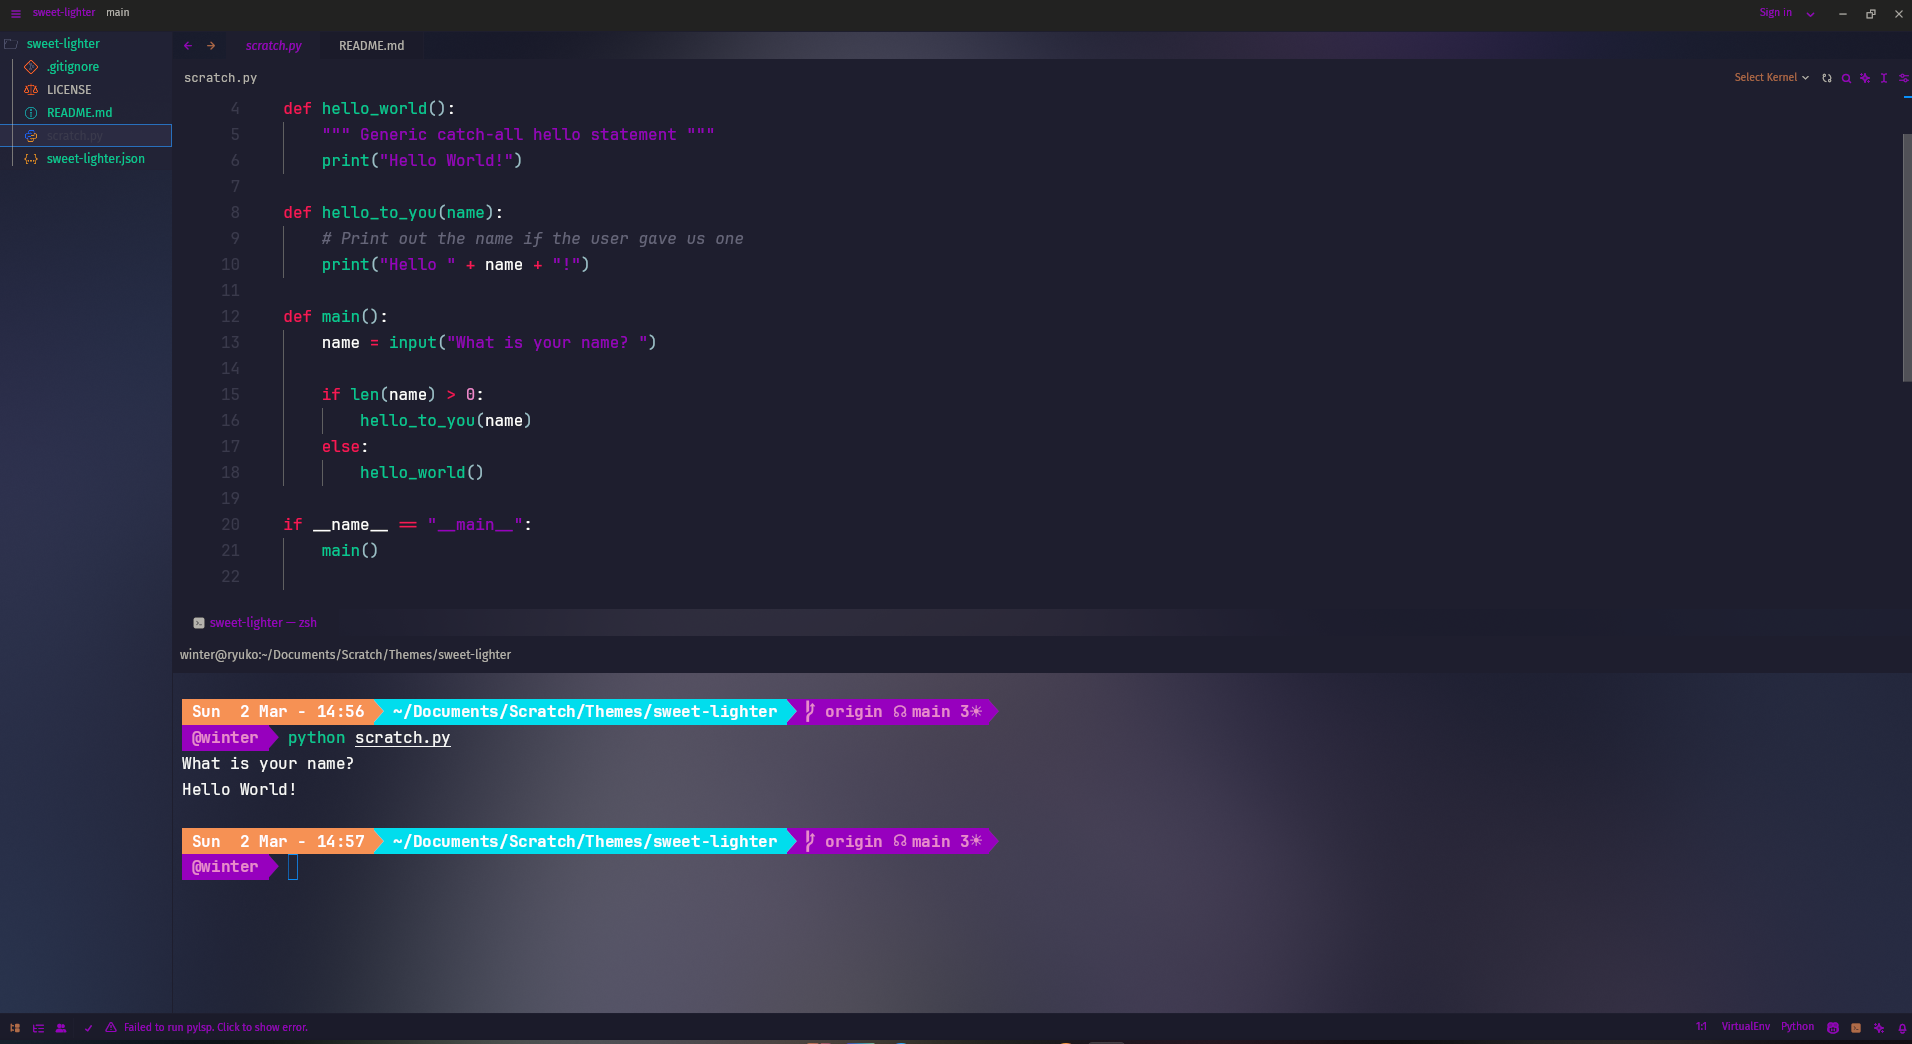 sweet-lighter main Sign in
sweet-lighter
.gitignore
LICENSE
README.md
scratch.py
sweet-lighter.json
scratch.py README.md
scratch.py Select Kernel
4 def hello_world():
5 """ Generic catch-all hello statement """
6 print("Hello World!")
7
8 def hello_to_you(name):
9 # Print out the name if the user gave us one
10 print("Hello " + name + "!")
11
12 def main():
13 name = input("What is your name? ")
14
15 if len(name) > 0:
16 hello_to_you(name)
17 else:
18 hello_world()
19
20 if __name__ == "__main__":
21 main()
22
sweet-lighter — zsh
winter@ryuko:~/Documents/Scratch/Themes/sweet-lighter
Sun 2 Mar - 14:56 ~/Documents/Scratch/Themes/sweet-lighter origin main 3
@winter python scratch.py
What is your name?
Hello World!
Sun 2 Mar - 14:57 ~/Documents/Scratch/Themes/sweet-lighter origin main 3
@winter
Failed to run pylsp. Click to show error. 1:1 VirtualEnv Python